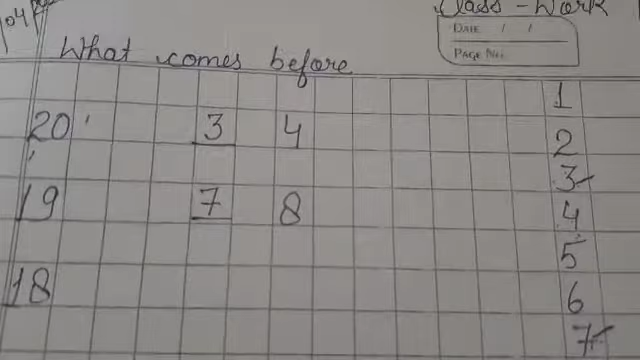 04
Class - Work
DATE / /
PAGE NO.
What comes before
1
20 3 4 2
3
19 7 8 4
5
18 6
7